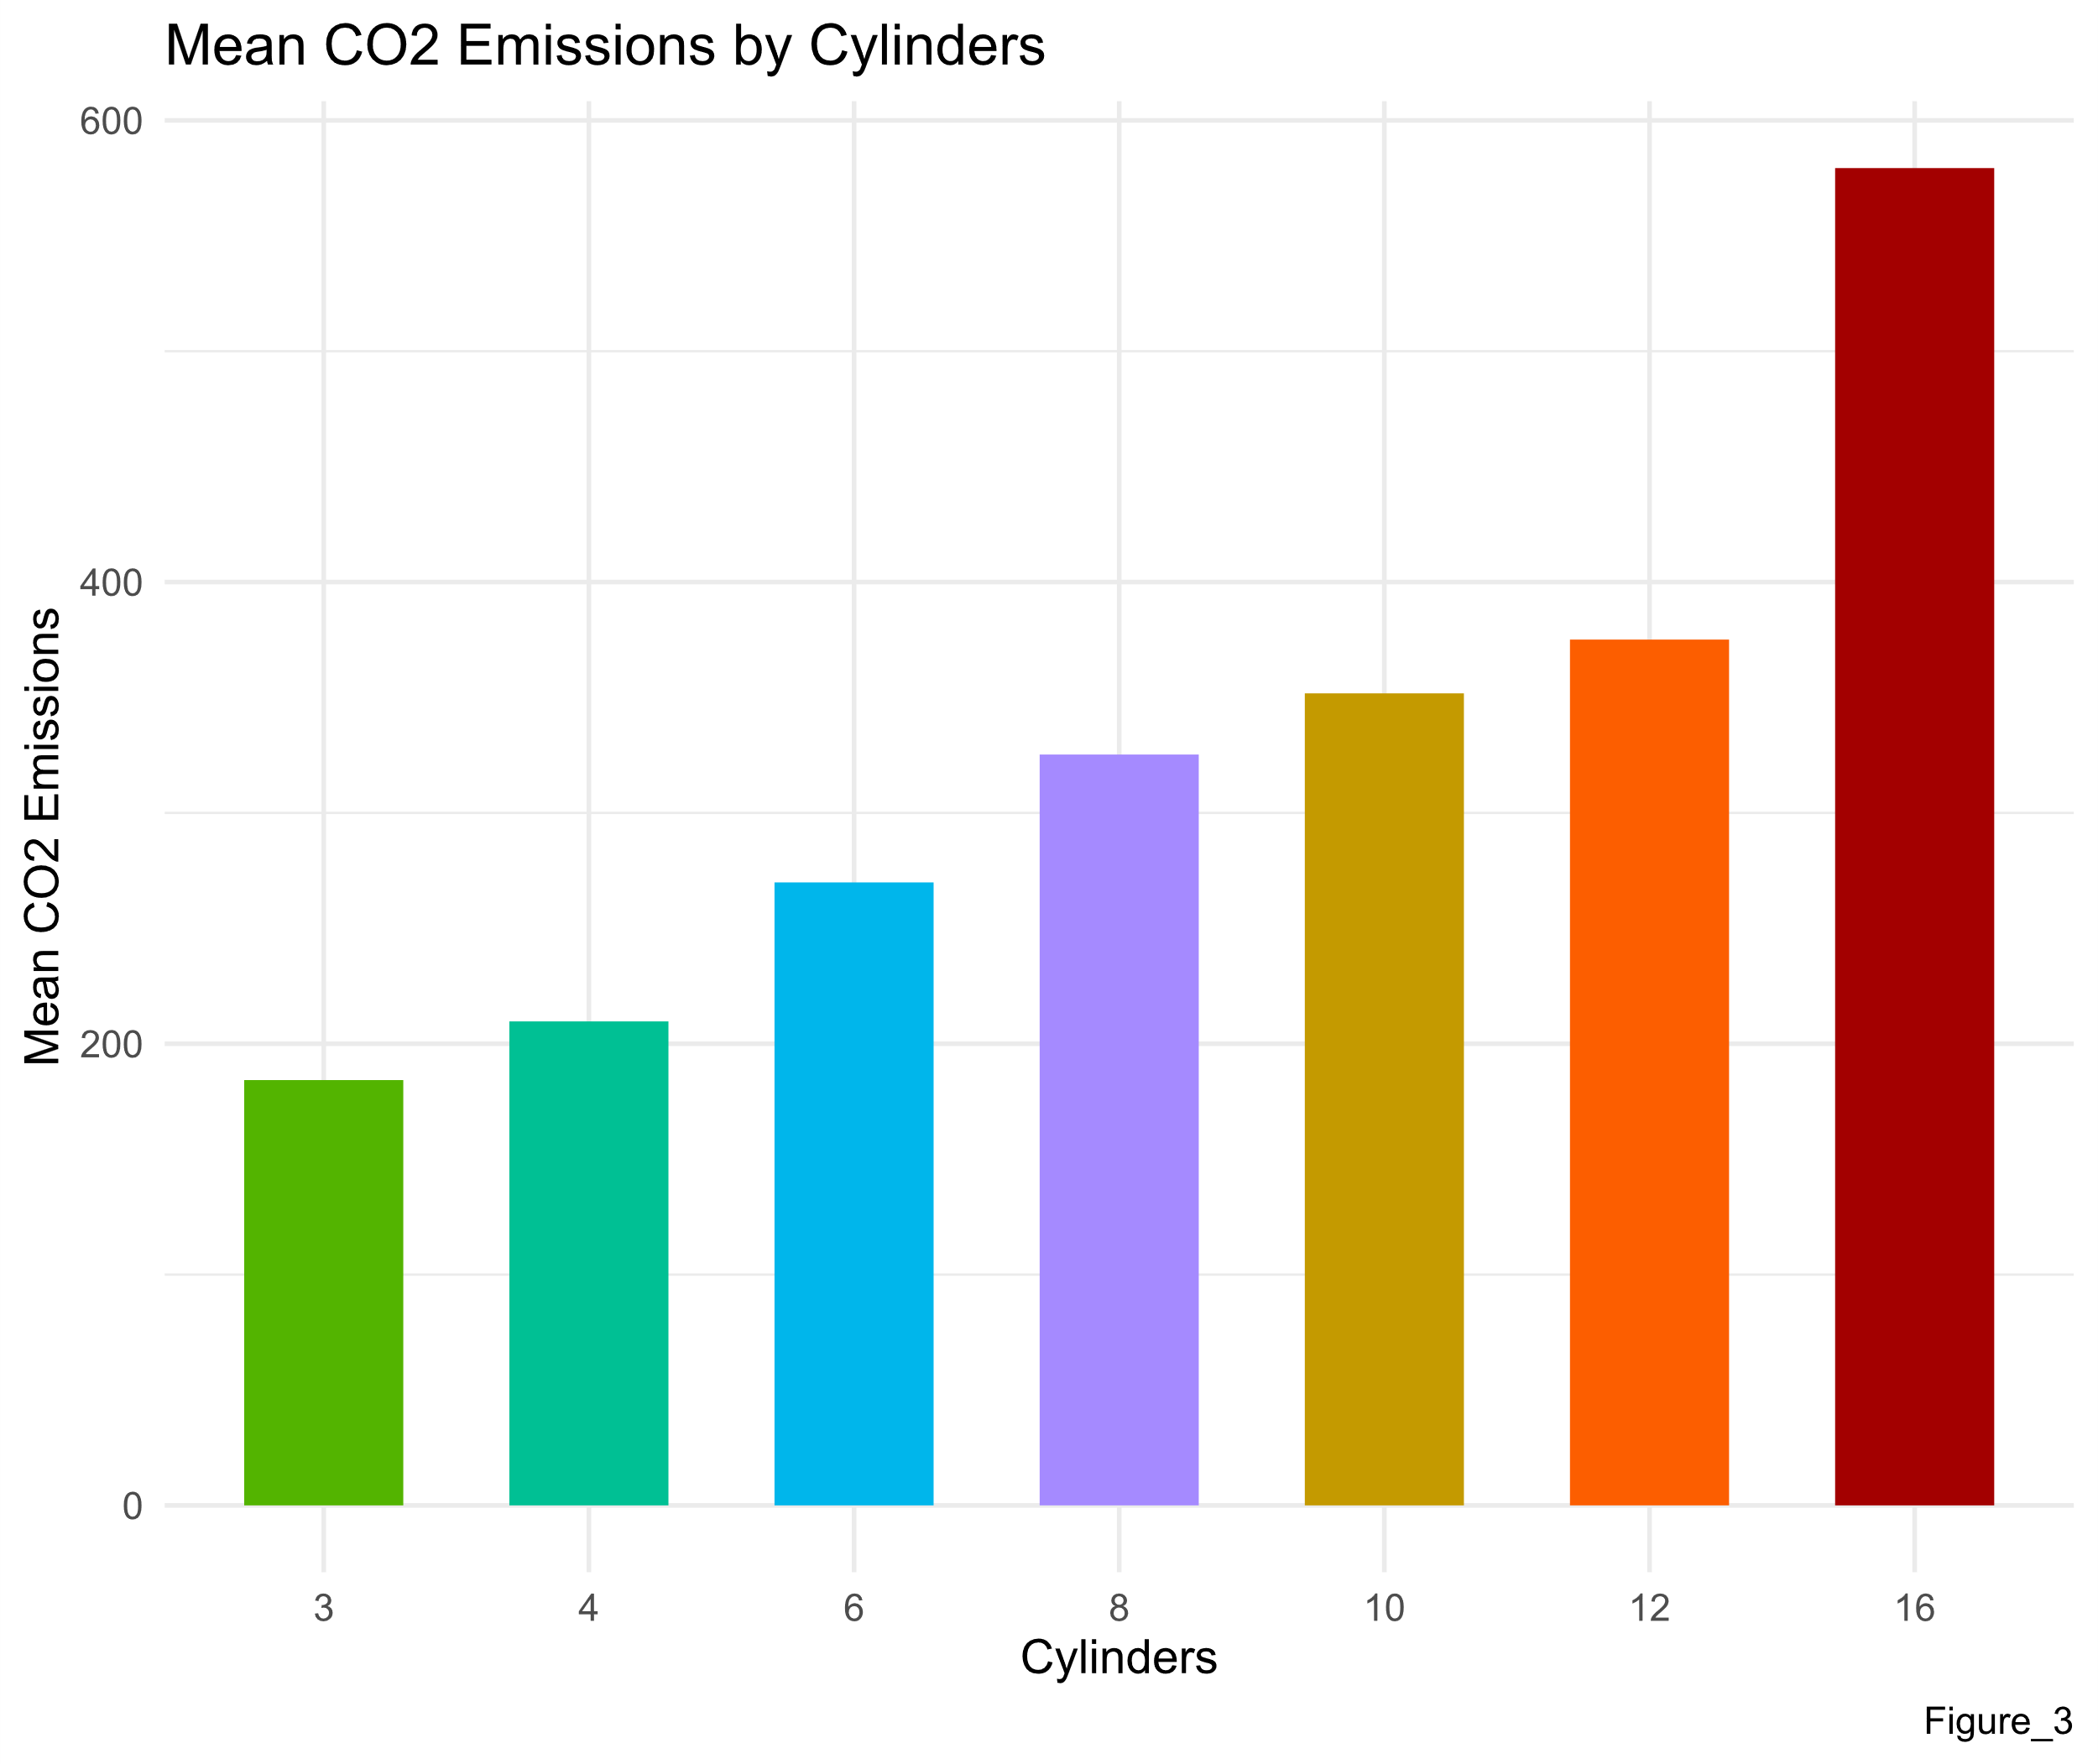 Mean CO2 Emissions by Cylinders
Mean CO2 Emissions
600
400
200
0
3 4 6 8 10 12 16
Cylinders
Figure_3